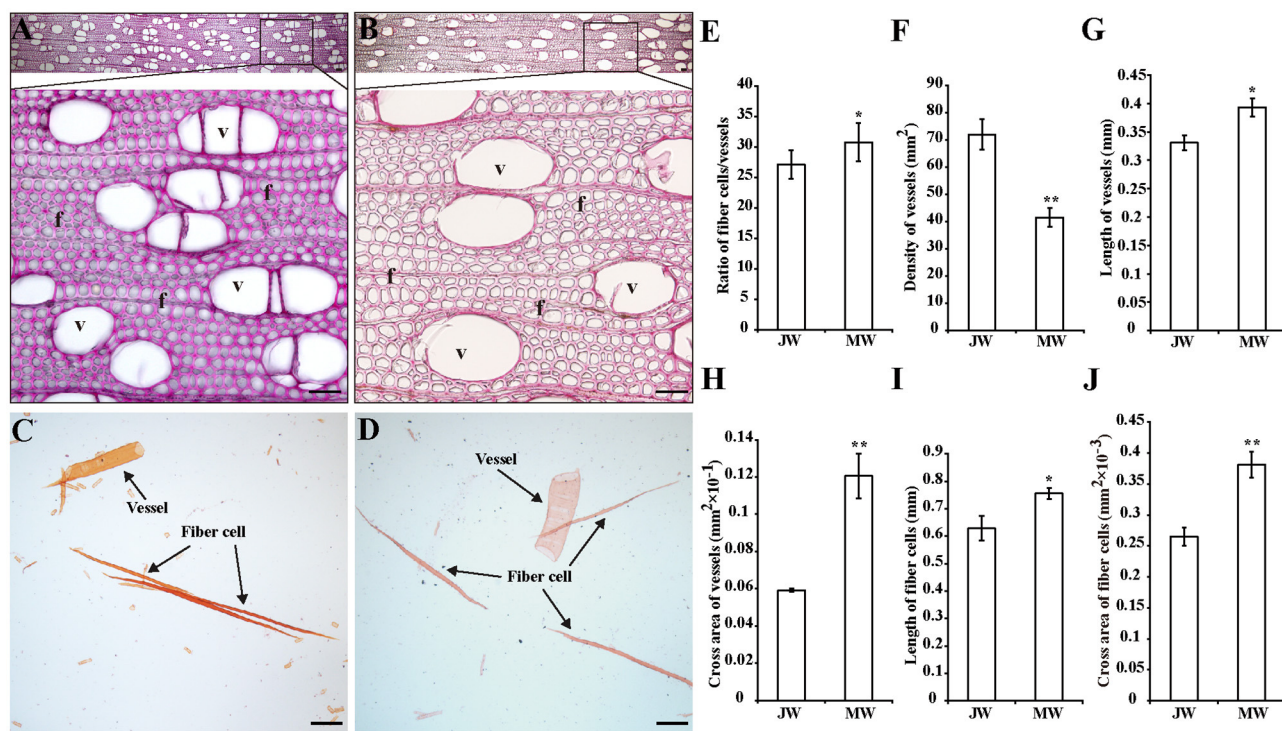 A
v
f
f
v
f
v
B
v
f
f
f
v
v
C
Vessel
Fiber cell
D
Vessel
Fiber cell
E
Ratio of fiber cells/vessels
40
35
30
25
20
15
10
5
0
*
JW MW
F
Density of vessels (mm²)
90
80
70
60
50
40
30
20
10
0
**
JW MW
G
Length of vessels (mm)
0.45
0.4
0.35
0.3
0.25
0.2
0.15
0.1
0.05
0
*
JW MW
H
Cross area of vessels (mm²×10⁻¹)
0.14
0.12
0.1
0.08
0.06
0.04
0.02
0
**
JW MW
I
Length of fiber cells (mm)
0.9
0.8
0.7
0.6
0.5
0.4
0.3
0.2
0.1
0
*
JW MW
J
Cross area of fiber cells (mm²×10⁻³)
0.45
0.4
0.35
0.3
0.25
0.2
0.15
0.1
0.05
0
**
JW MW